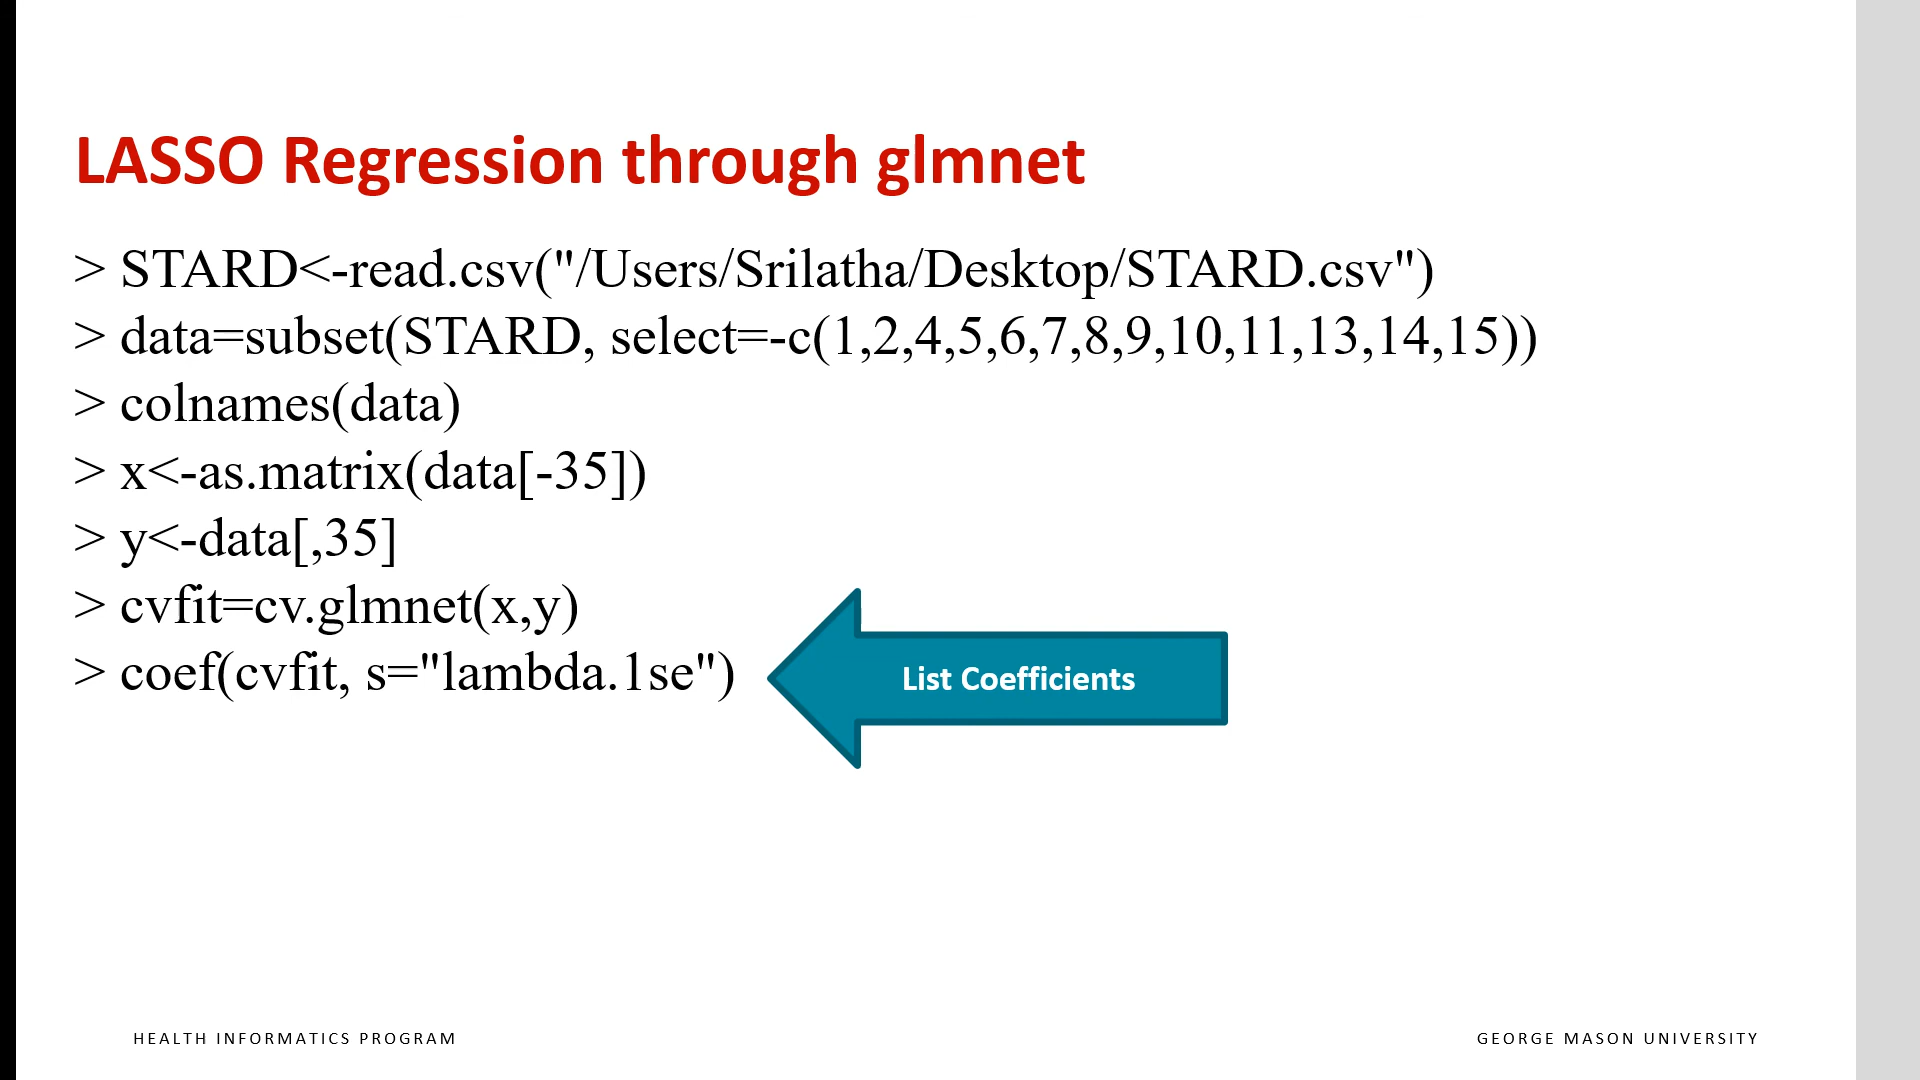 LASSO Regression through glmnet
> STARD<-read.csv("/Users/Srilatha/Desktop/STARD.csv")
> data=subset(STARD, select=-c(1,2,4,5,6,7,8,9,10,11,13,14,15))
> colnames(data)
> x<-as.matrix(data[-35])
> y<-data[,35]
> cvfit=cv.glmnet(x,y)
> coef(cvfit, s="lambda.1se")
List Coefficients
HEALTH INFORMATICS PROGRAM
GEORGE MASON UNIVERSITY